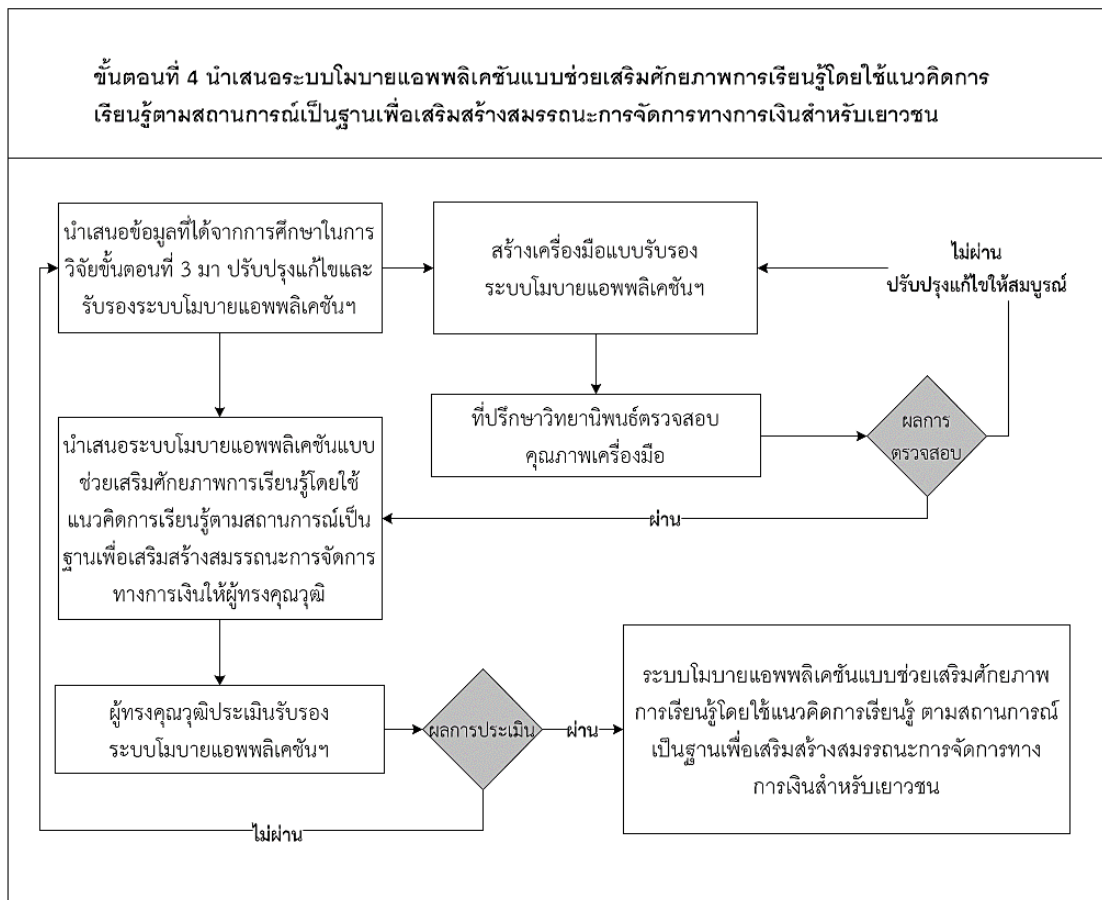 ขั้นตอนที่ 4 นำเสนอระบบโมบายแอพพลิเคชันแบบช่วยเสริมศักยภาพการเรียนรู้โดยใช้แนวคิดการ
เรียนรู้ตามสถานการณ์เป็นฐานเพื่อเสริมสร้างสมรรถนะการจัดการทางการเงินสำหรับเยาวชน
นำเสนอข้อมูลที่ได้จากการศึกษาในการ
วิจัยขั้นตอนที่ 3 มา ปรับปรุงแก้ไขและ
รับรองระบบโมบายแอพพลิเคชันฯ
สร้างเครื่องมือแบบรับรอง
ระบบโมบายแอพพลิเคชันฯ
ไม่ผ่าน
ปรับปรุงแก้ไขให้สมบูรณ์
ที่ปรึกษาวิทยานิพนธ์ตรวจสอบ
คุณภาพเครื่องมือ
ผลการ
ตรวจสอบ
ผ่าน
นำเสนอระบบโมบายแอพพลิเคชันแบบ
ช่วยเสริมศักยภาพการเรียนรู้โดยใช้
แนวคิดการเรียนรู้ตามสถานการณ์เป็น
ฐานเพื่อเสริมสร้างสมรรถนะการจัดการ
ทางการเงินให้ผู้ทรงคุณวุฒิ
ผู้ทรงคุณวุฒิประเมินรับรอง
ระบบโมบายแอพพลิเคชันฯ
ผลการประเมิน
ผ่าน
ระบบโมบายแอพพลิเคชันแบบช่วยเสริมศักยภาพ
การเรียนรู้โดยใช้แนวคิดการเรียนรู้ ตามสถานการณ์
เป็นฐานเพื่อเสริมสร้างสมรรถนะการจัดการทาง
การเงินสำหรับเยาวชน
ไม่ผ่าน